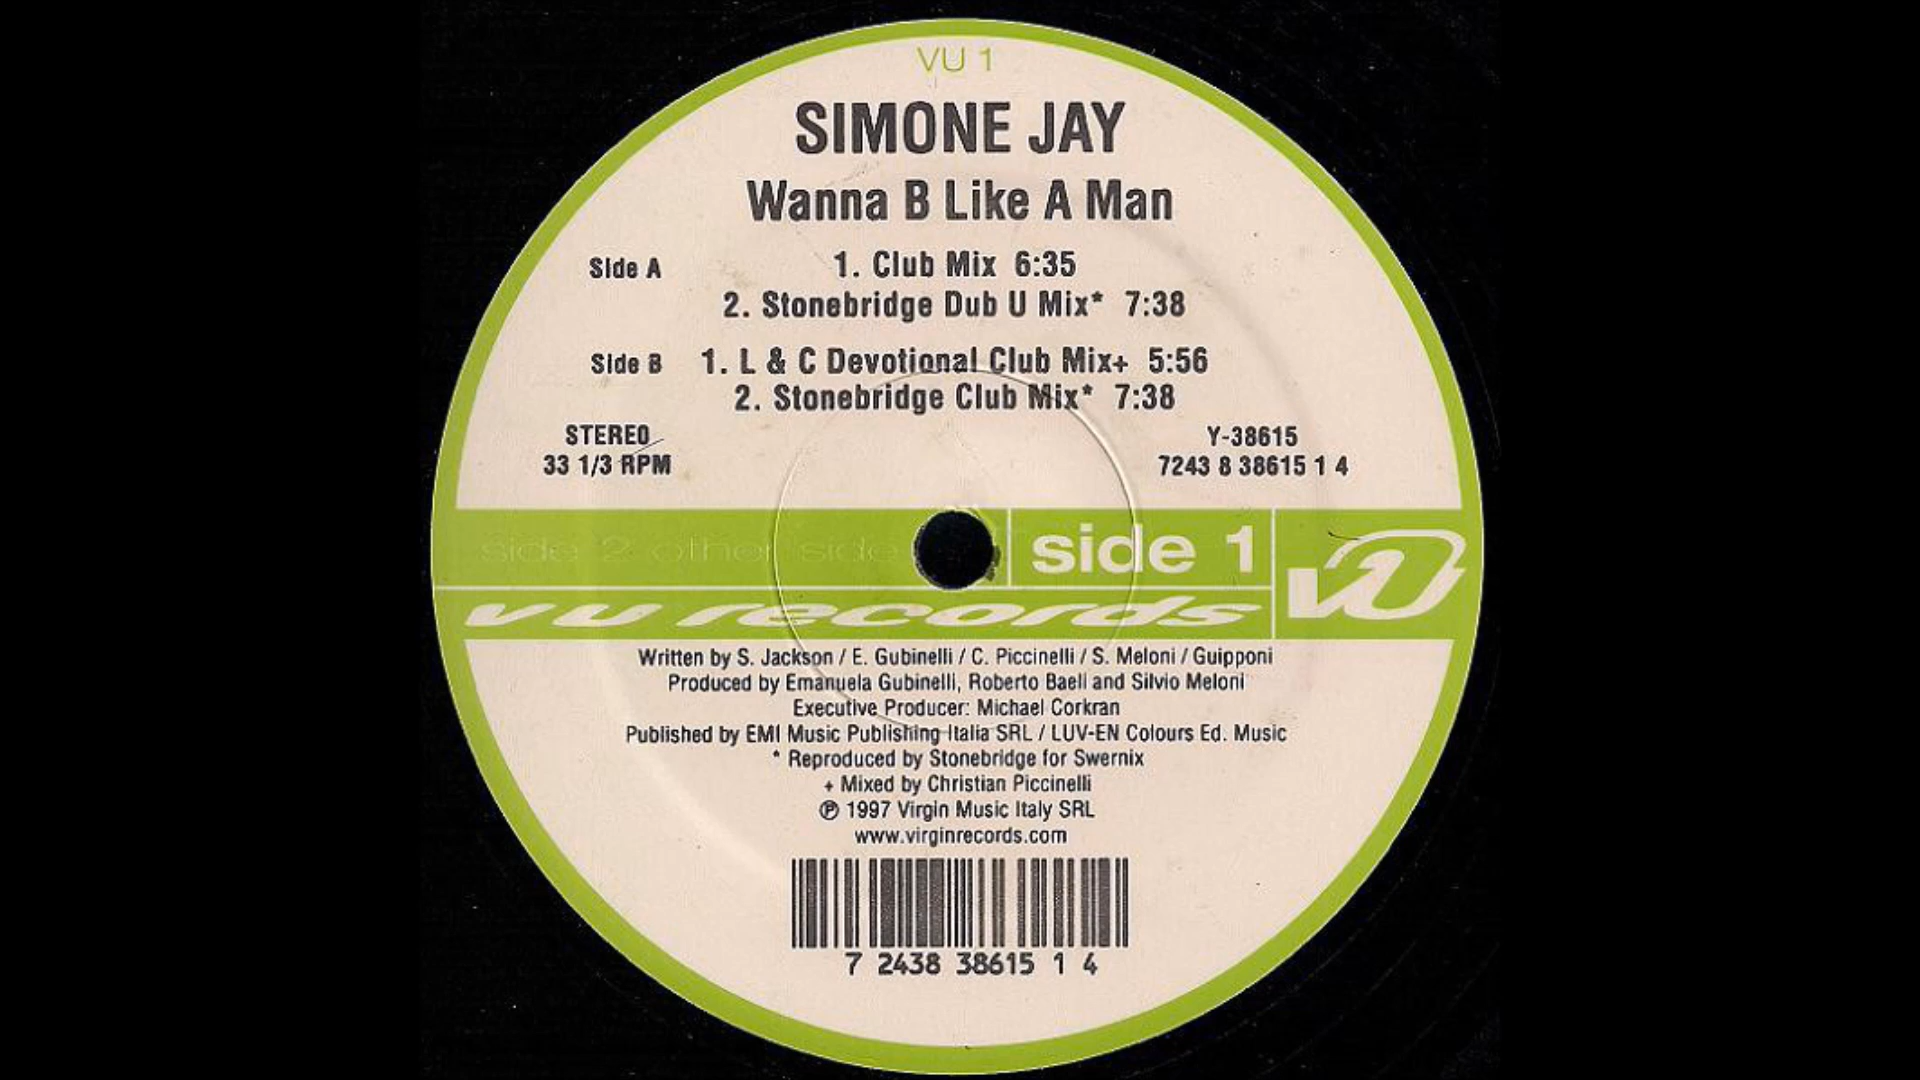 VU 1
SIMONE JAY
Wanna B Like A Man
Side A 1. Club Mix 6:35
2. Stonebridge Dub U Mix* 7:38
Side B 1. L & C Devotional Club Mix+ 5:56
2. Stonebridge Club Mix* 7:38
STEREO Y-38615
33 1/3 RPM 7243 8 38615 1 4
side 2 other side side 1
vu records
Written by S. Jackson / E. Gubinelli / C. Piccinelli / S. Meloni / Guipponi
Produced by Emanuela Gubinelli, Roberto Baell and Silvio Meloni
Executive Producer: Michael Corkran
Published by EMI Music Publishing Italia SRL / LUV-EN Colours Ed. Music
* Reproduced by Stonebridge for Swernix
+ Mixed by Christian Piccinelli
℗ 1997 Virgin Music Italy SRL
www.virginrecords.com
7 2438 38615 1 4